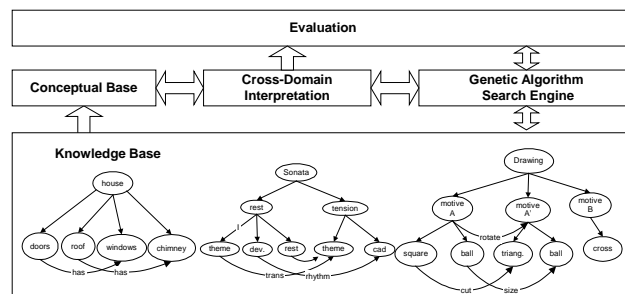 Evaluation
Conceptual Base
Cross-Domain
Interpretation
Genetic Algorithm
Search Engine
Knowledge Base
house
doors
roof
windows
chimney
has
has
Sonata
rest
tension
I
theme
dev.
rest
theme
cad
trans
rhythm
Drawing
motive
A
motive
A'
motive
B
rotate
square
ball
triang.
ball
cross
cut
size